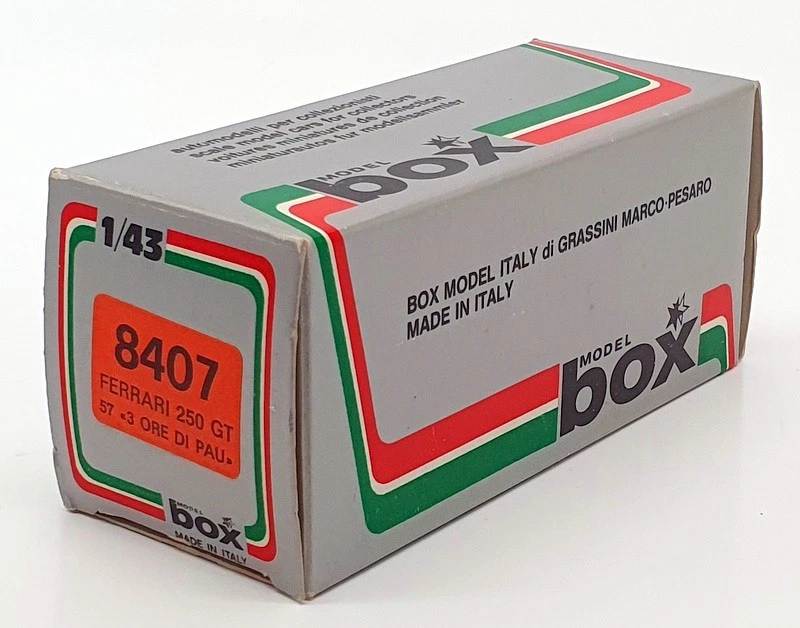 automodelli per collezionisti
scale model cars for collectors
voitures miniatures de collection
miniaturautos fur modellsammler
MODEL
box
1/43
8407
FERRARI 250 GT
57 «3 ORE DI PAU»
MODEL
box
MADE IN ITALY
BOX MODEL ITALY di GRASSINI MARCO·PESARO
MADE IN ITALY
MODEL
box